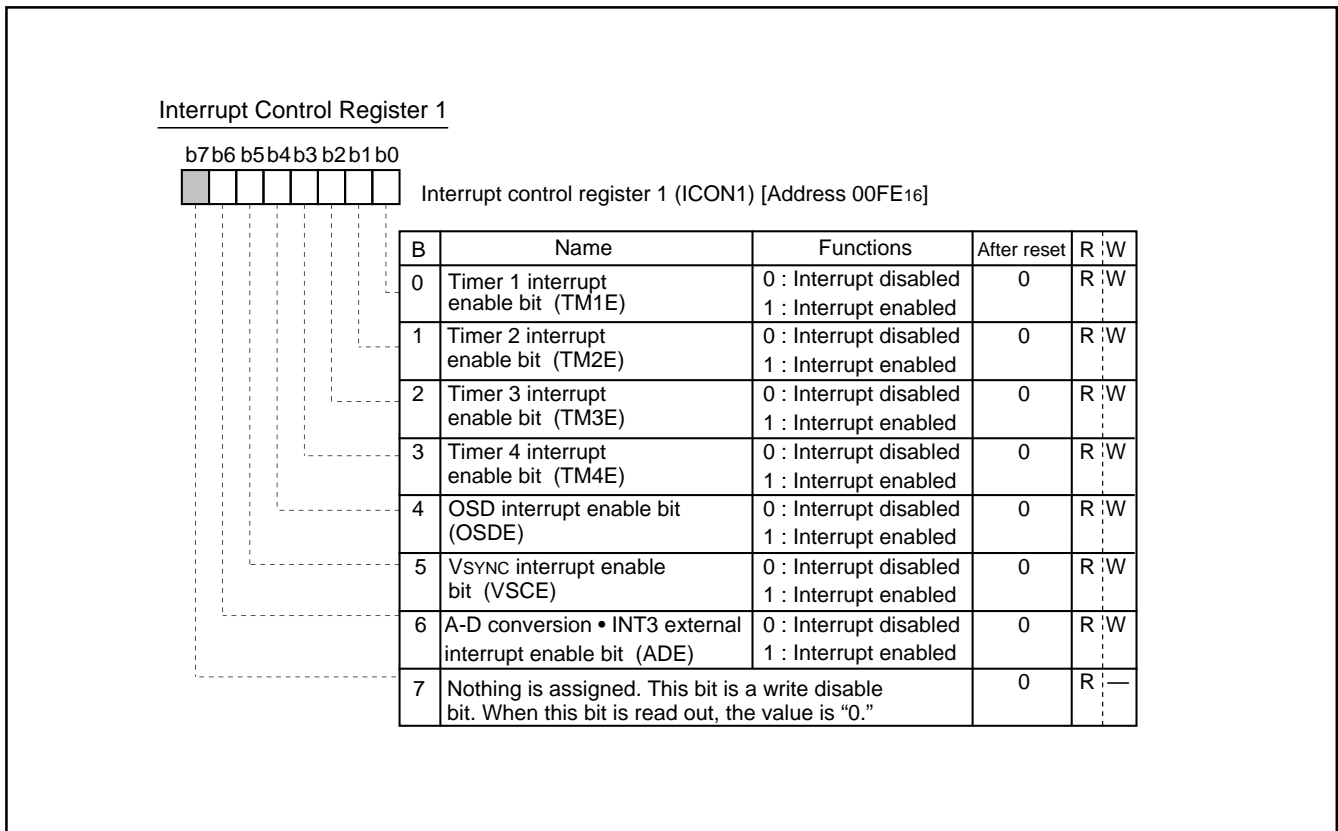 Interrupt Control Register 1
b7 b6 b5 b4 b3 b2 b1 b0
Interrupt control register 1 (ICON1) [Address 00FE16]
B Name Functions After reset R W
0 Timer 1 interrupt enable bit (TM1E) 0 : Interrupt disabled 0 R W
1 : Interrupt enabled
1 Timer 2 interrupt enable bit (TM2E) 0 : Interrupt disabled 0 R W
1 : Interrupt enabled
2 Timer 3 interrupt enable bit (TM3E) 0 : Interrupt disabled 0 R W
1 : Interrupt enabled
3 Timer 4 interrupt enable bit (TM4E) 0 : Interrupt disabled 0 R W
1 : Interrupt enabled
4 OSD interrupt enable bit (OSDE) 0 : Interrupt disabled 0 R W
1 : Interrupt enabled
5 VSYNC interrupt enable bit (VSCE) 0 : Interrupt disabled 0 R W
1 : Interrupt enabled
6 A-D conversion • INT3 external interrupt enable bit (ADE) 0 : Interrupt disabled 0 R W
1 : Interrupt enabled
7 Nothing is assigned. This bit is a write disable 0 R —
bit. When this bit is read out, the value is “0.”